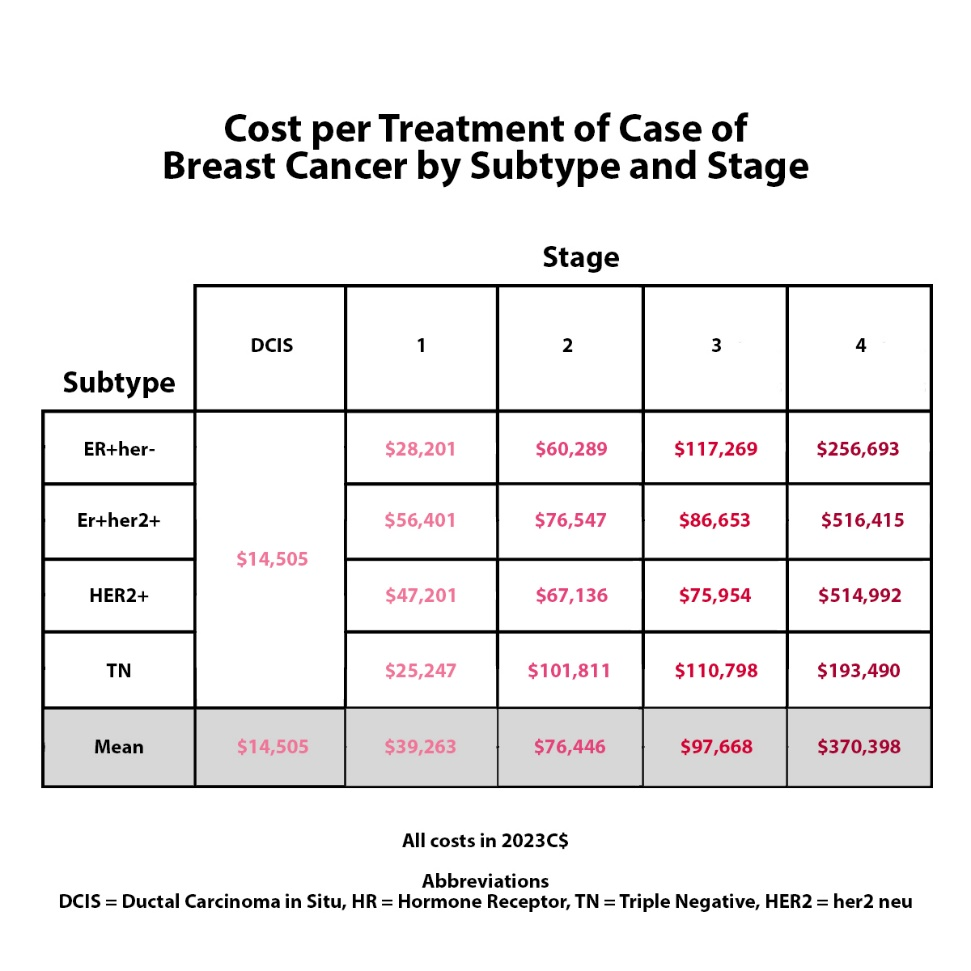 Cost per Treatment of Case of
Breast Cancer by Subtype and Stage
Stage
Subtype DCIS 1 2 3 4
ER+her- $28,201 $60,289 $117,269 $256,693
Er+her2+ $56,401 $76,547 $86,653 $516,415
$14,505
HER2+ $47,201 $67,136 $75,954 $514,992
TN $25,247 $101,811 $110,798 $193,490
Mean $14,505 $39,263 $76,446 $97,668 $370,398
All costs in 2023C$
Abbreviations
DCIS = Ductal Carcinoma in Situ, HR = Hormone Receptor, TN = Triple Negative, HER2 = her2 neu